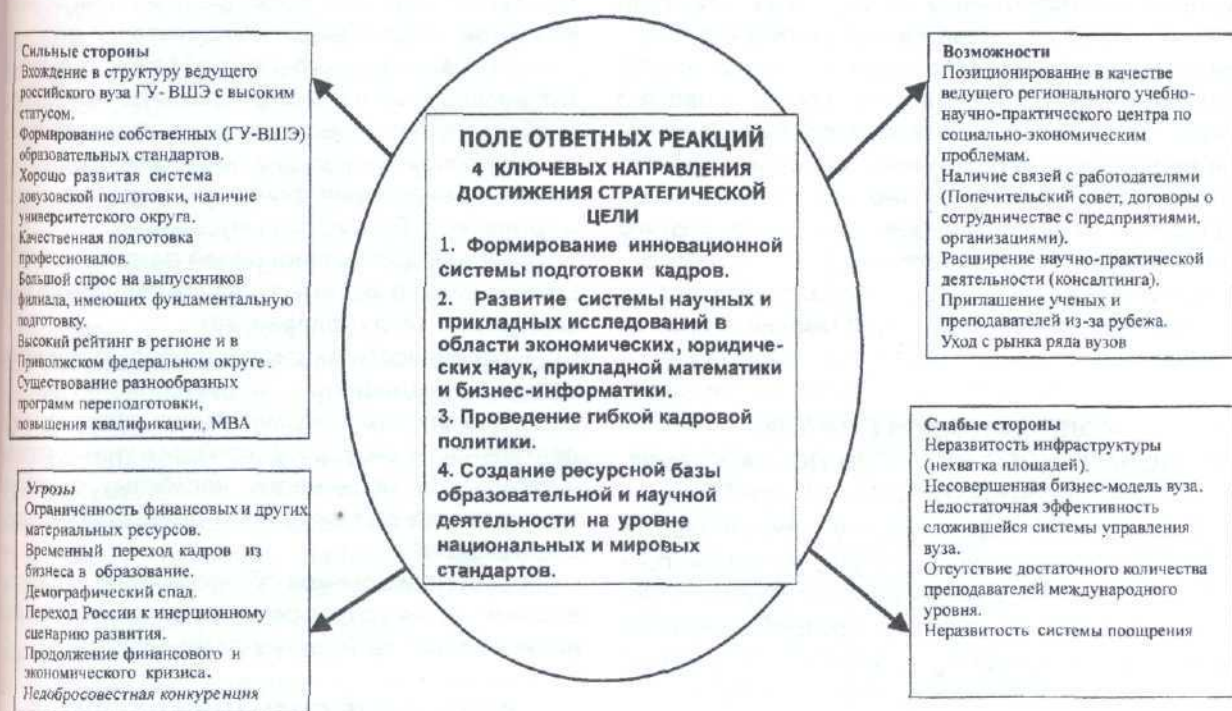 Сильные стороны
Вхождение в структуру ведущего
российского вуза ГУ- ВШЭ с высоким
статусом.
Формирование собственных (ГУ-ВШЭ)
образовательных стандартов.
Хорошо развитая система
довузовской подготовки, наличие
университетского округа.
Качественная подготовка
профессионалов.
Большой спрос на выпускников
филиала, имеющих фундаментальную
подготовку.
Высокий рейтинг в регионе и в
Приволжском федеральном округе.
Существование разнообразных
программ переподготовки,
повышения квалификации, МВА
Угрозы
Ограниченность финансовых и других
материальных ресурсов.
Временный переход кадров из
бизнеса в образование.
Демографический спад.
Переход России к инерционному
сценарию развития.
Продолжение финансового и
экономического кризиса.
Недобросовестная конкуренция
ПОЛЕ ОТВЕТНЫХ РЕАКЦИЙ
4 КЛЮЧЕВЫХ НАПРАВЛЕНИЯ
ДОСТИЖЕНИЯ СТРАТЕГИЧЕСКОЙ
ЦЕЛИ
1. Формирование инновационной
системы подготовки кадров.
2. Развитие системы научных и
прикладных исследований в
области экономических, юридиче-
ских наук, прикладной математики
и бизнес-информатики.
3. Проведение гибкой кадровой
политики.
4. Создание ресурсной базы
образовательной и научной
деятельности на уровне
национальных и мировых
стандартов.
Возможности
Позиционирование в качестве
ведущего регионального учебно-
научно-практического центра по
социально-экономическим
проблемам.
Наличие связей с работодателями
(Попечительский совет, договоры о
сотрудничестве с предприятиями,
организациями).
Расширение научно-практической
деятельности (консалтинга).
Приглашение ученых и
преподавателей из-за рубежа.
Уход с рынка ряда вузов
Слабые стороны
Неразвитость инфраструктуры
(нехватка площадей).
Несовершенная бизнес-модель вуза.
Недостаточная эффективность
сложившейся системы управления
вуза.
Отсутствие достаточного количества
преподавателей международного
уровня.
Неразвитость системы поощрения